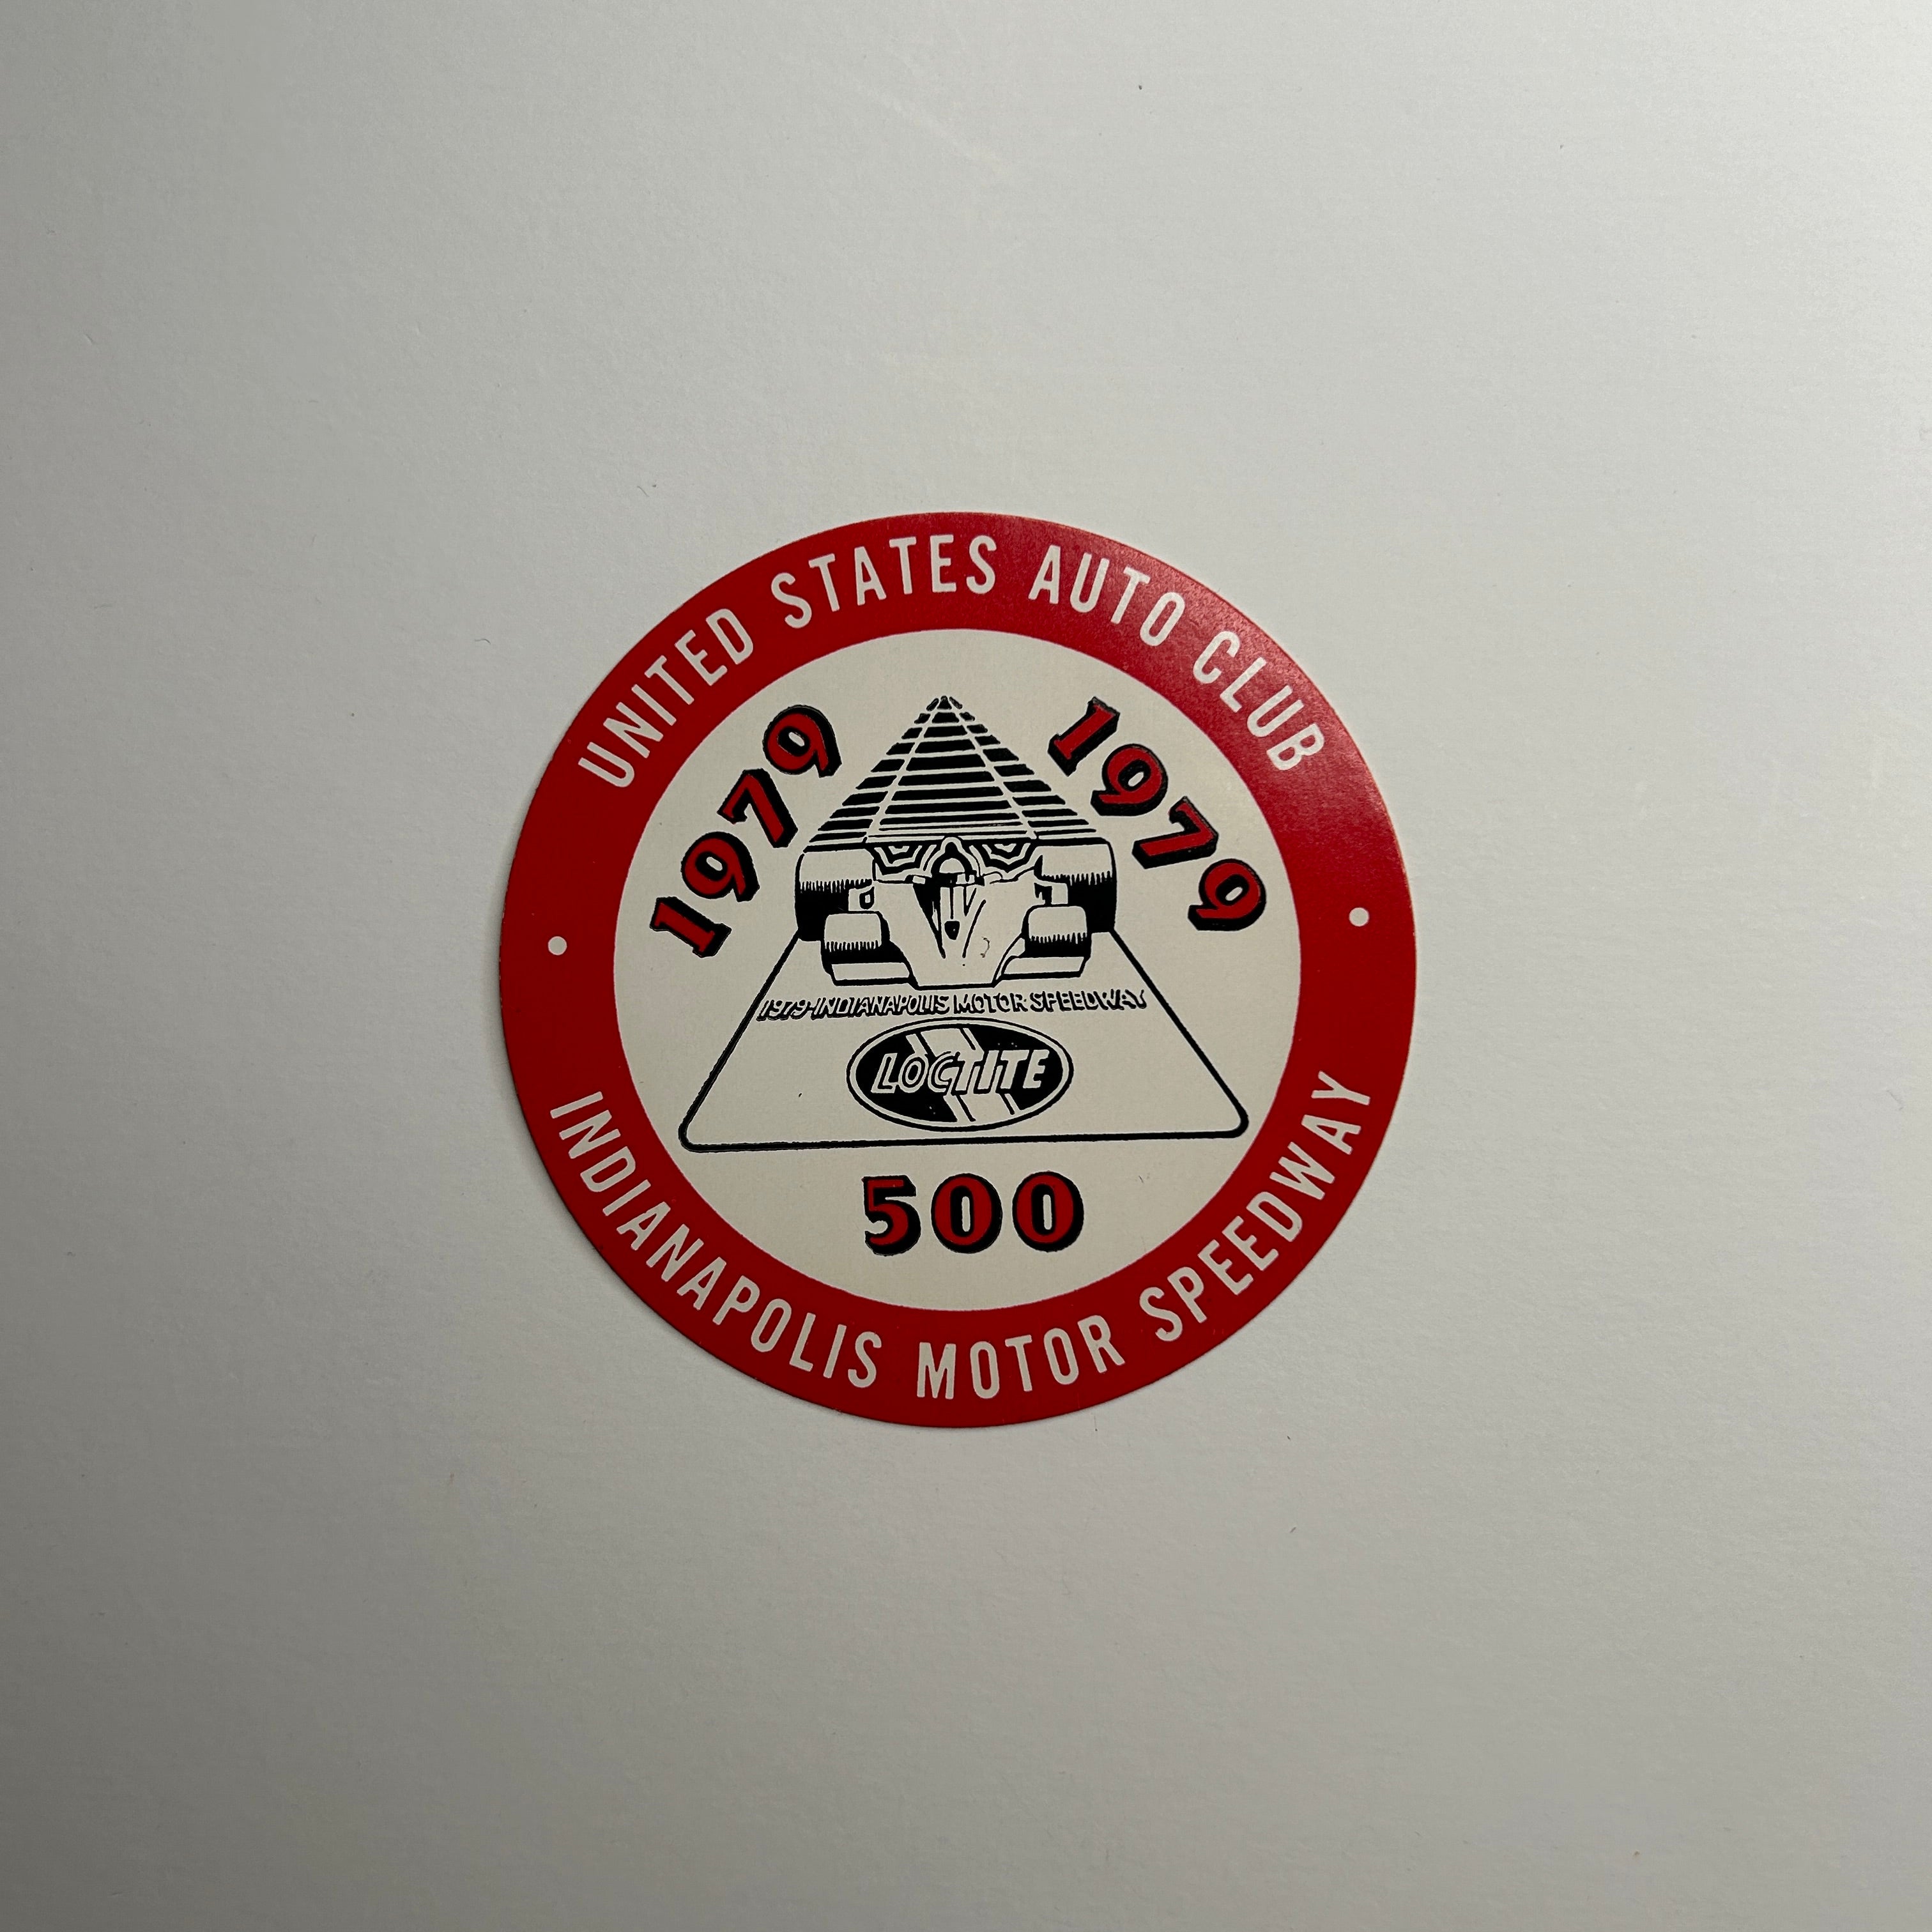 UNITED STATES AUTO CLUB
1979 1979
1979-INDIANAPOLIS MOTOR SPEEDWAY
LOCTITE
500
INDIANAPOLIS MOTOR SPEEDWAY